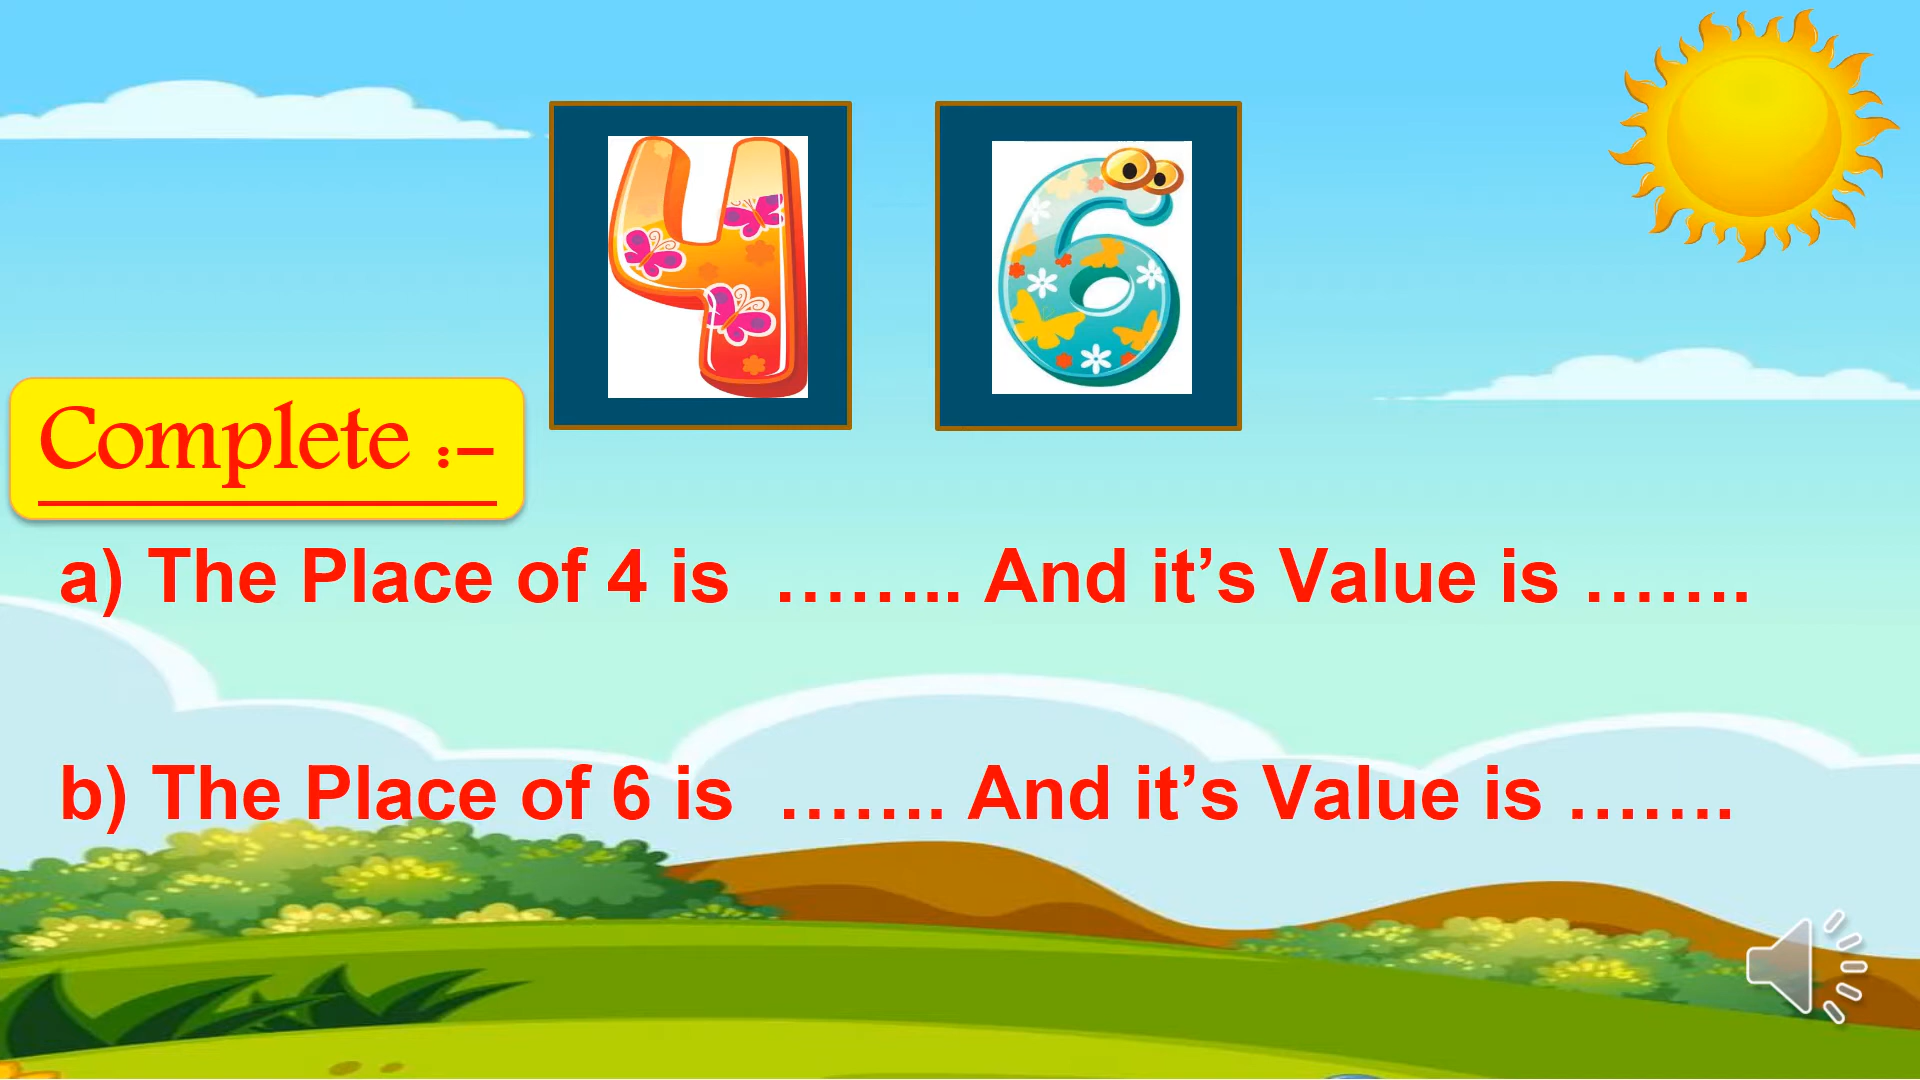 4 6
Complete :–
a) The Place of 4 is …….. And it’s Value is …….
b) The Place of 6 is ……. And it’s Value is …….